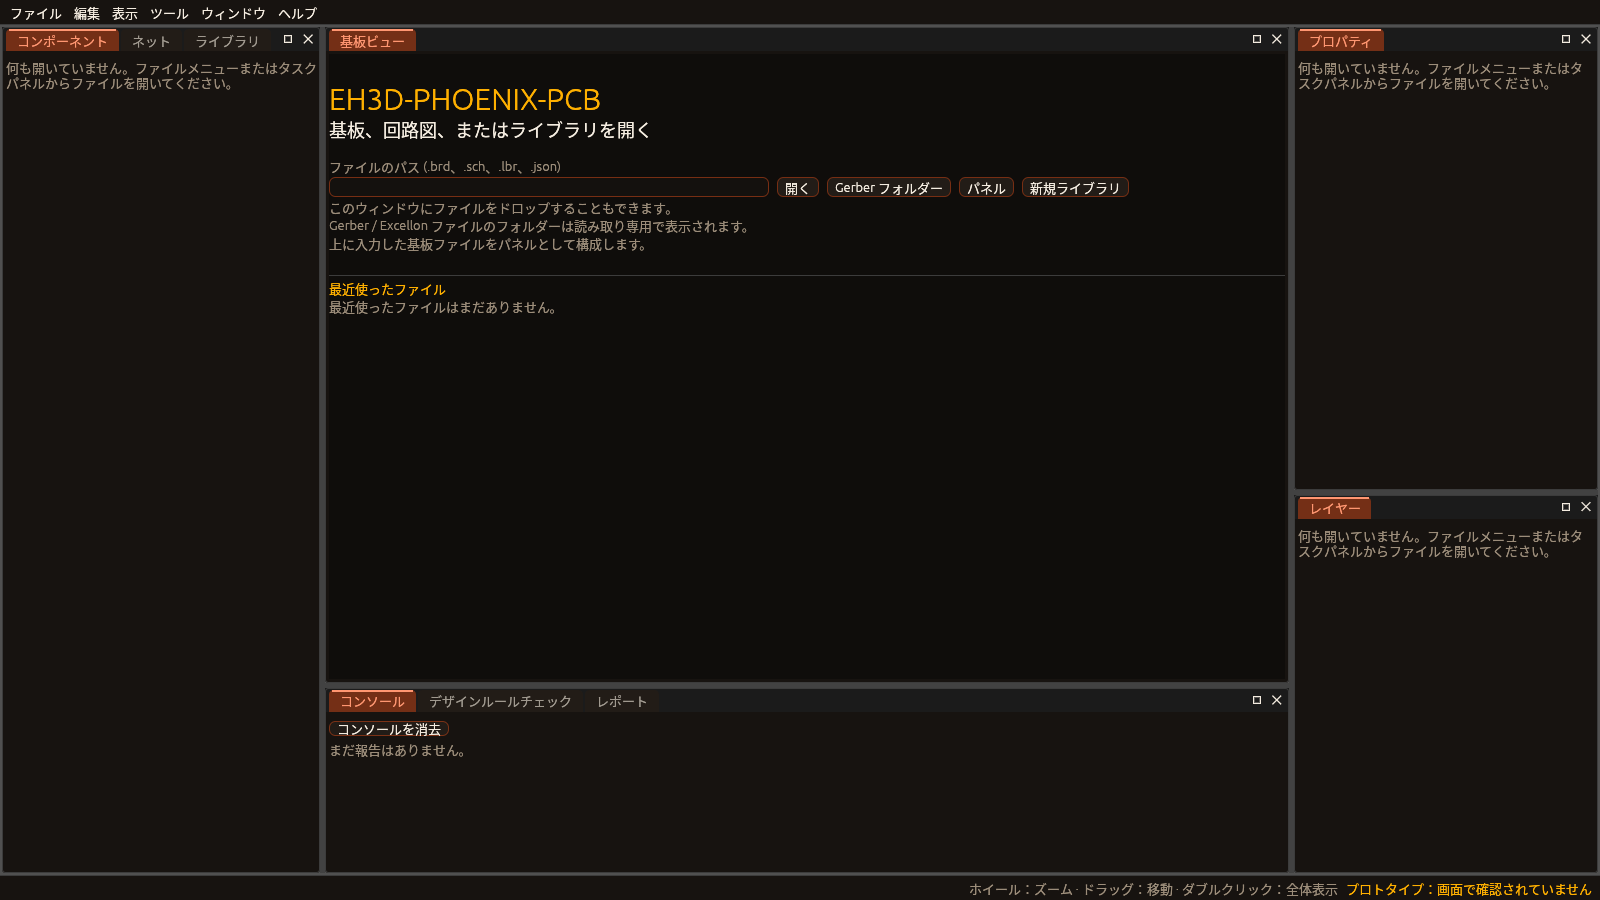 ファイル 編集 表示 ツール ウィンドウ ヘルプ
コンポーネント ネット ライブラリ
何も開いていません。ファイルメニューまたはタスク
パネルからファイルを開いてください。
基板ビュー
EH3D-PHOENIX-PCB
基板、回路図、またはライブラリを開く
ファイルのパス (.brd、.sch、.lbr、.json)
開く Gerber フォルダー パネル 新規ライブラリ
このウィンドウにファイルをドロップすることもできます。
Gerber / Excellon ファイルのフォルダーは読み取り専用で表示されます。
上に入力した基板ファイルをパネルとして構成します。
最近使ったファイル
最近使ったファイルはまだありません。
コンソール デザインルールチェック レポート
コンソールを消去
まだ報告はありません。
プロパティ
何も開いていません。ファイルメニューまたはタ
スクパネルからファイルを開いてください。
レイヤー
何も開いていません。ファイルメニューまたはタ
スクパネルからファイルを開いてください。
ホイール：ズーム · ドラッグ：移動 · ダブルクリック：全体表示 プロトタイプ：画面で確認されていません